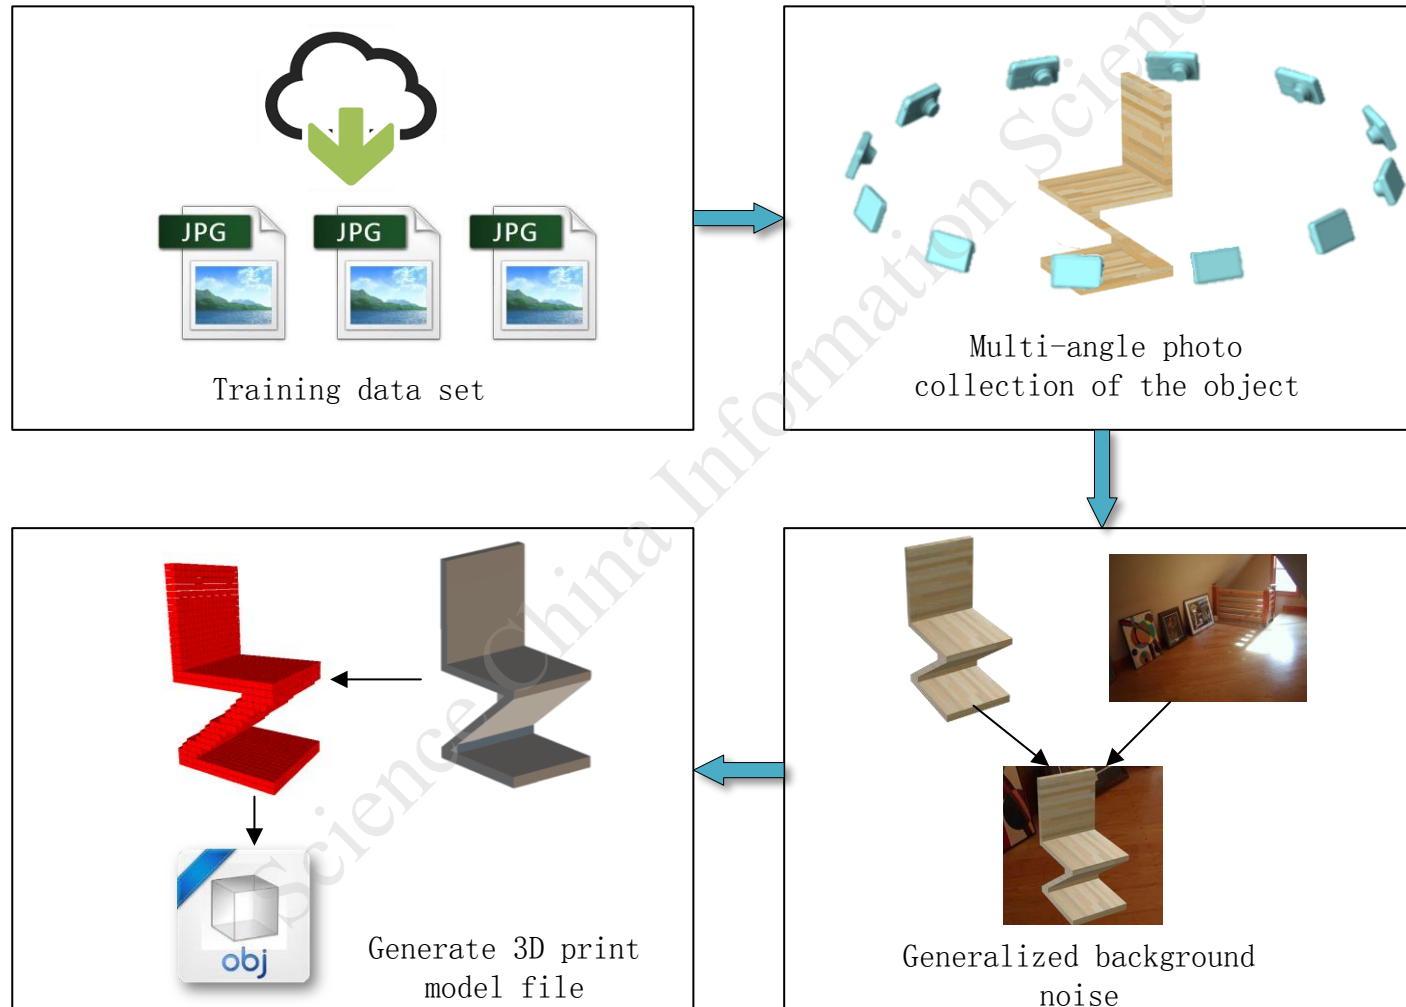 JPG
JPG
JPG
Training data set
Multi-angle photo
collection of the object
Generalized background
noise
obj
Generate 3D print
model file
Science China Information Scienc